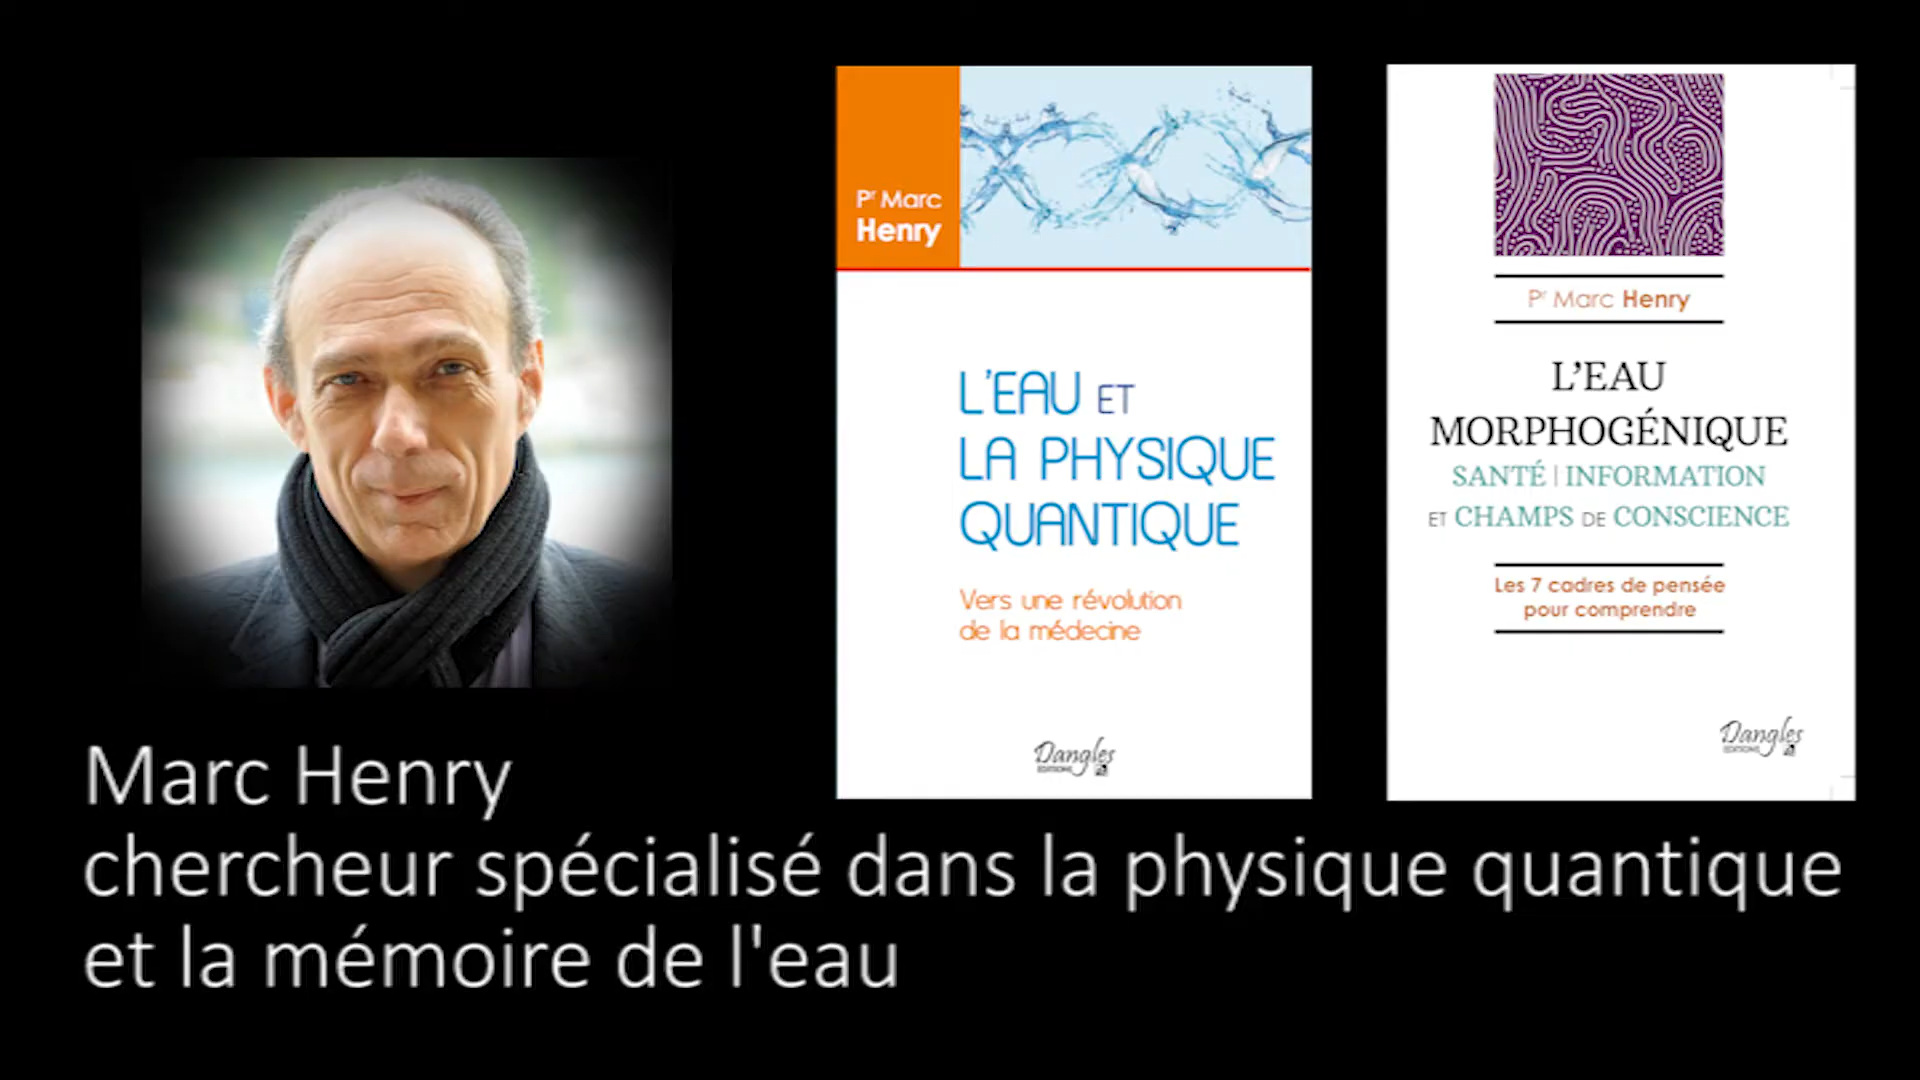 Pr Marc
Henry
L'EAU ET
LA PHYSIQUE
QUANTIQUE
Vers une révolution
de la médecine
Dangles
EDITIONS
Pr Marc Henry
L'EAU
MORPHOGÉNIQUE
SANTÉ | INFORMATION
ET CHAMPS DE CONSCIENCE
Les 7 cadres de pensée
pour comprendre
Dangles
EDITIONS
Marc Henry
chercheur spécialisé dans la physique quantique
et la mémoire de l'eau